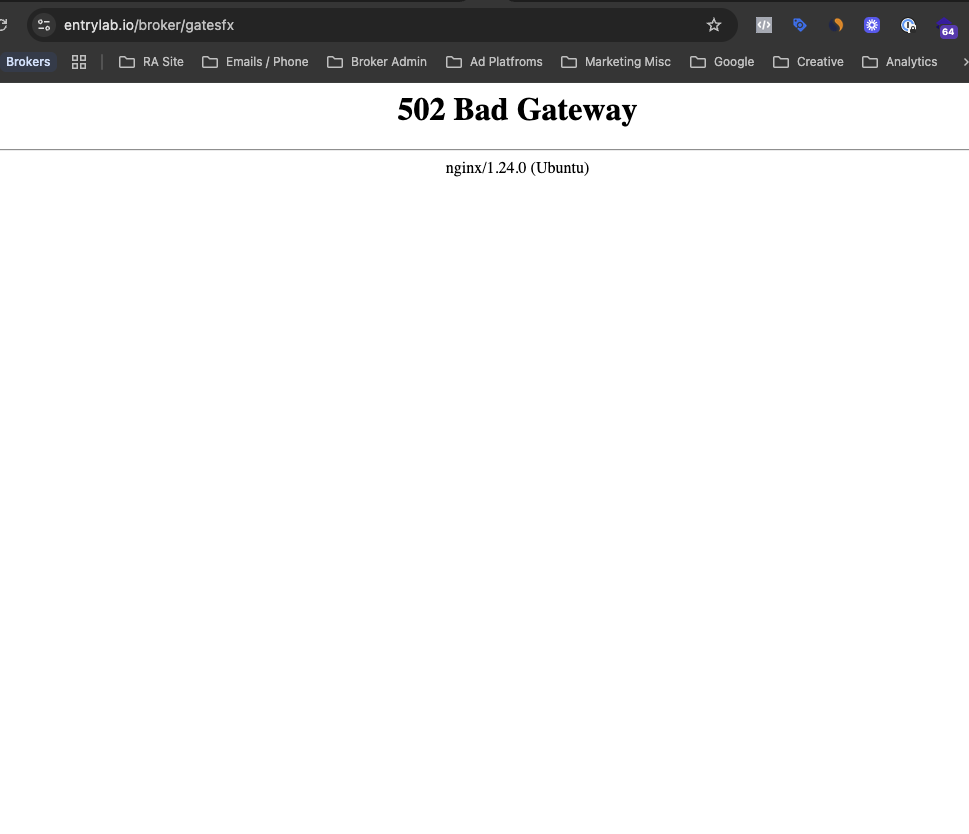 entrylab.io/broker/gatesfx
64
Brokers
RA Site
Emails / Phone
Broker Admin
Ad Platfroms
Marketing Misc
Google
Creative
Analytics
502 Bad Gateway
nginx/1.24.0 (Ubuntu)